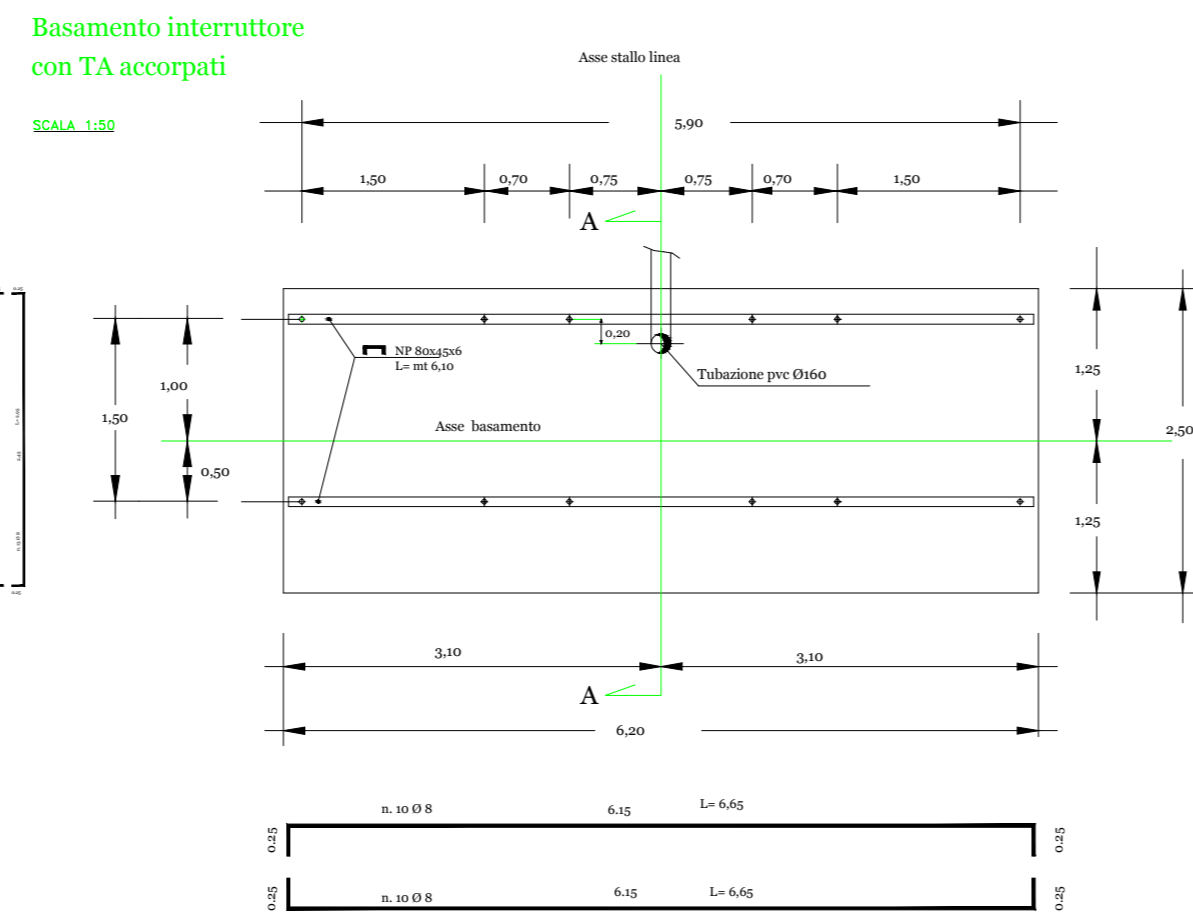 Basamento interruttore
con TA accorpati
SCALA 1:50
Asse stallo linea
5,90
1,50
0,70
0,75
0,75
0,70
1,50
A
0,20
NP 80x45x6
L= mt 6,10
Tubazione pvc Ø160
1,00
1,50
0,50
Asse basamento
1,25
2,50
1,25
3,10
3,10
A
6,20
n. 10 Ø 8
6.15
L= 6,65
0.25
0.25
n. 10 Ø 8
6.15
L= 6,65
0.25
0.25